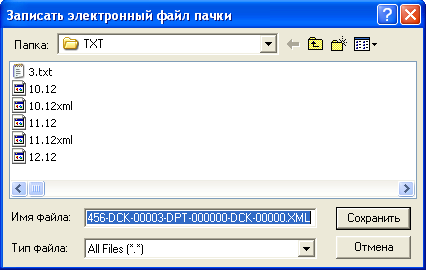 Записать электронный файл пачки
Папка: TXT
3.txt
10.12
10.12xml
11.12
11.12xml
12.12
Имя файла: 456-DCK-00003-DPT-000000-DCK-00000.XML Сохранить
Тип файла: All Files (*.*) Отмена